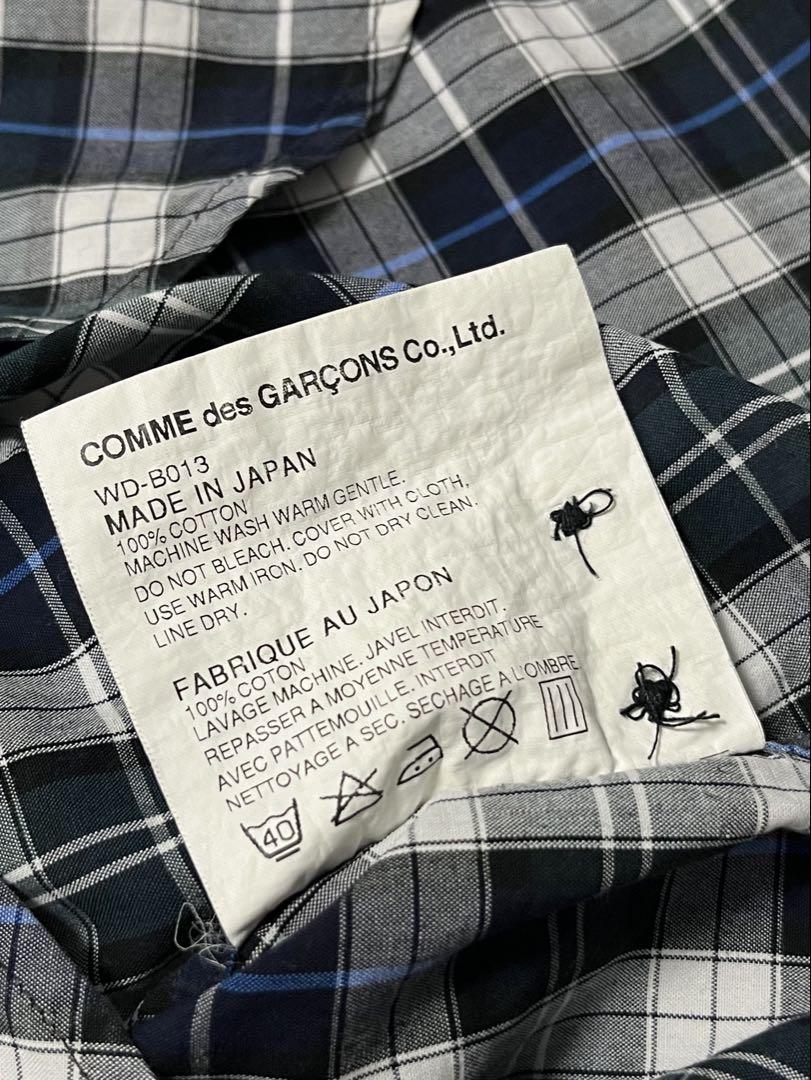 COMME des GARÇONS Co.,Ltd.
WD-B013
MADE IN JAPAN
100% COTTON
MACHINE WASH WARM GENTLE.
DO NOT BLEACH. COVER WITH CLOTH,
USE WARM IRON. DO NOT DRY CLEAN.
LINE DRY.
FABRIQUE AU JAPON
100% COTON
LAVAGE MACHINE. JAVEL INTERDIT.
REPASSER A MOYENNE TEMPERATURE
AVEC PATTEMOUILLE. INTERDIT
NETTOYAGE A SEC. SECHAGE A L'OMBRE
40